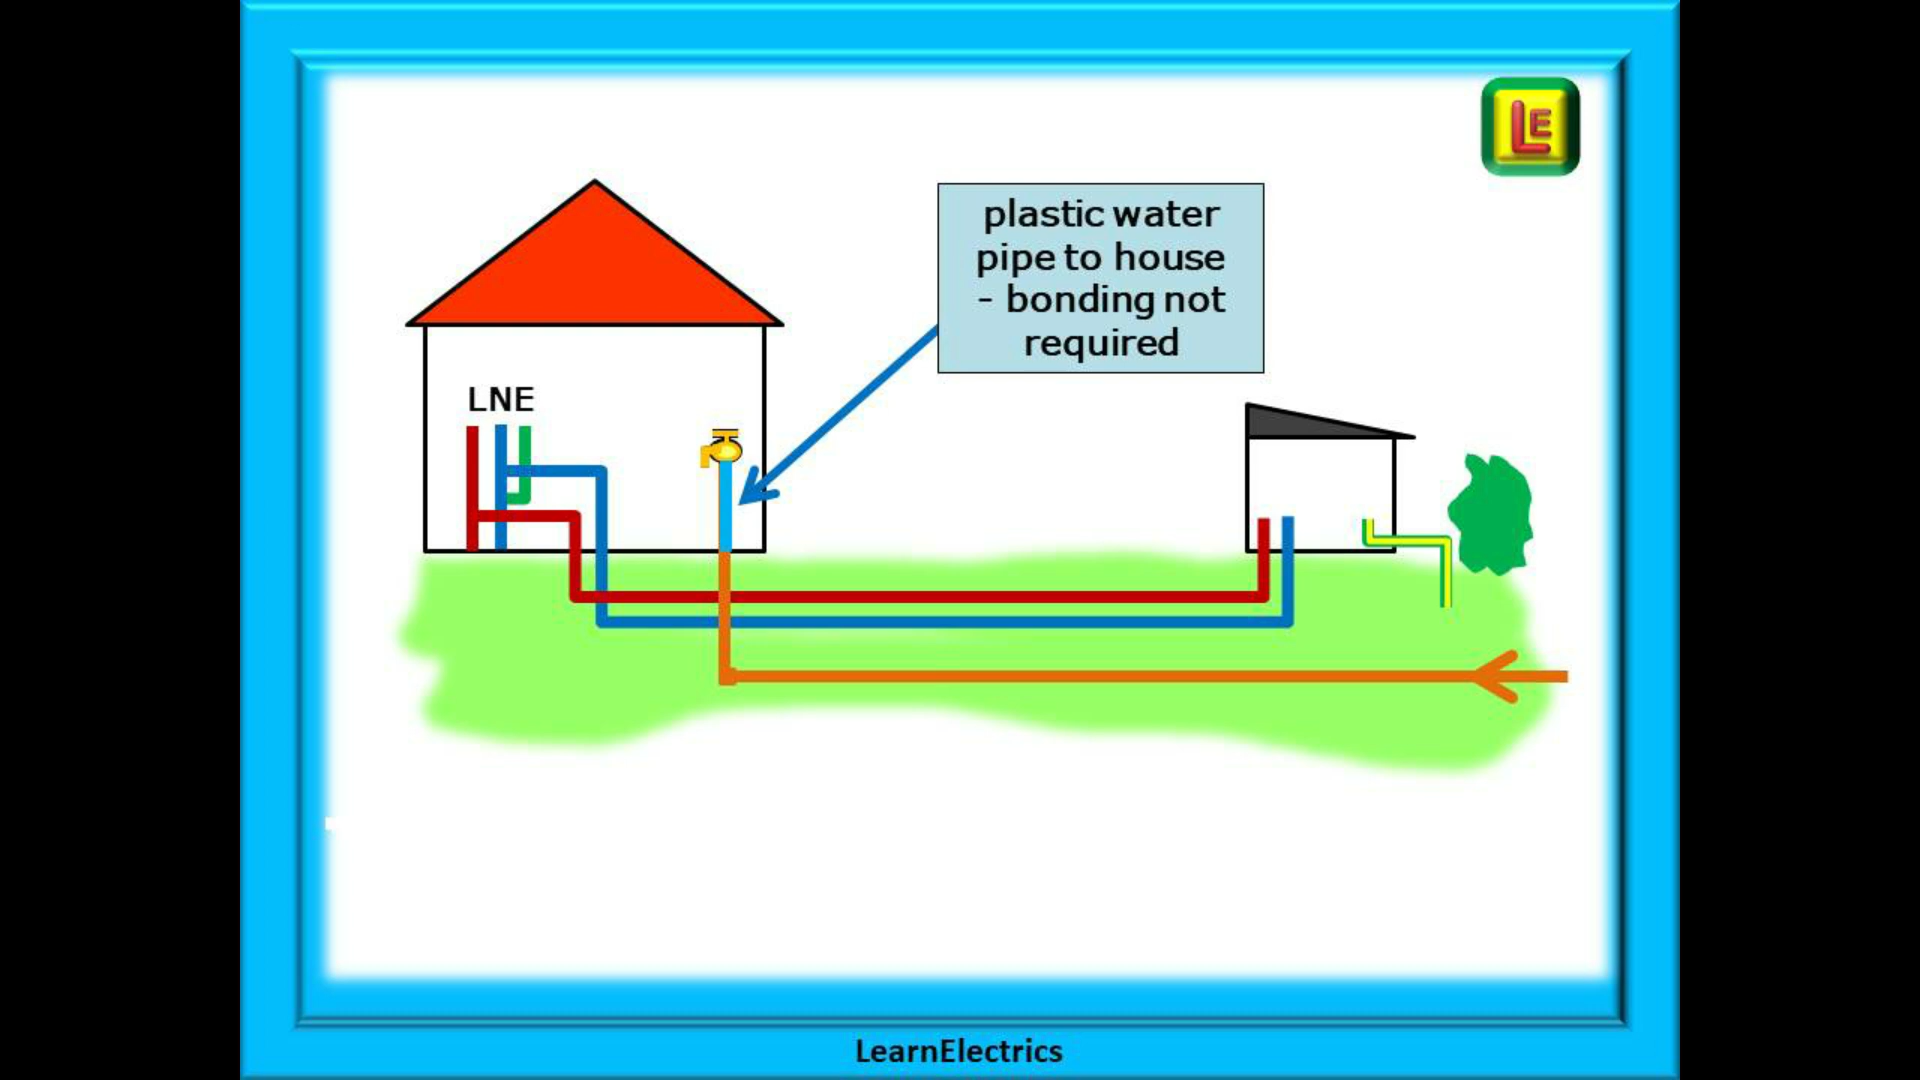 LE
plastic water
pipe to house
- bonding not
required
LNE
LearnElectrics